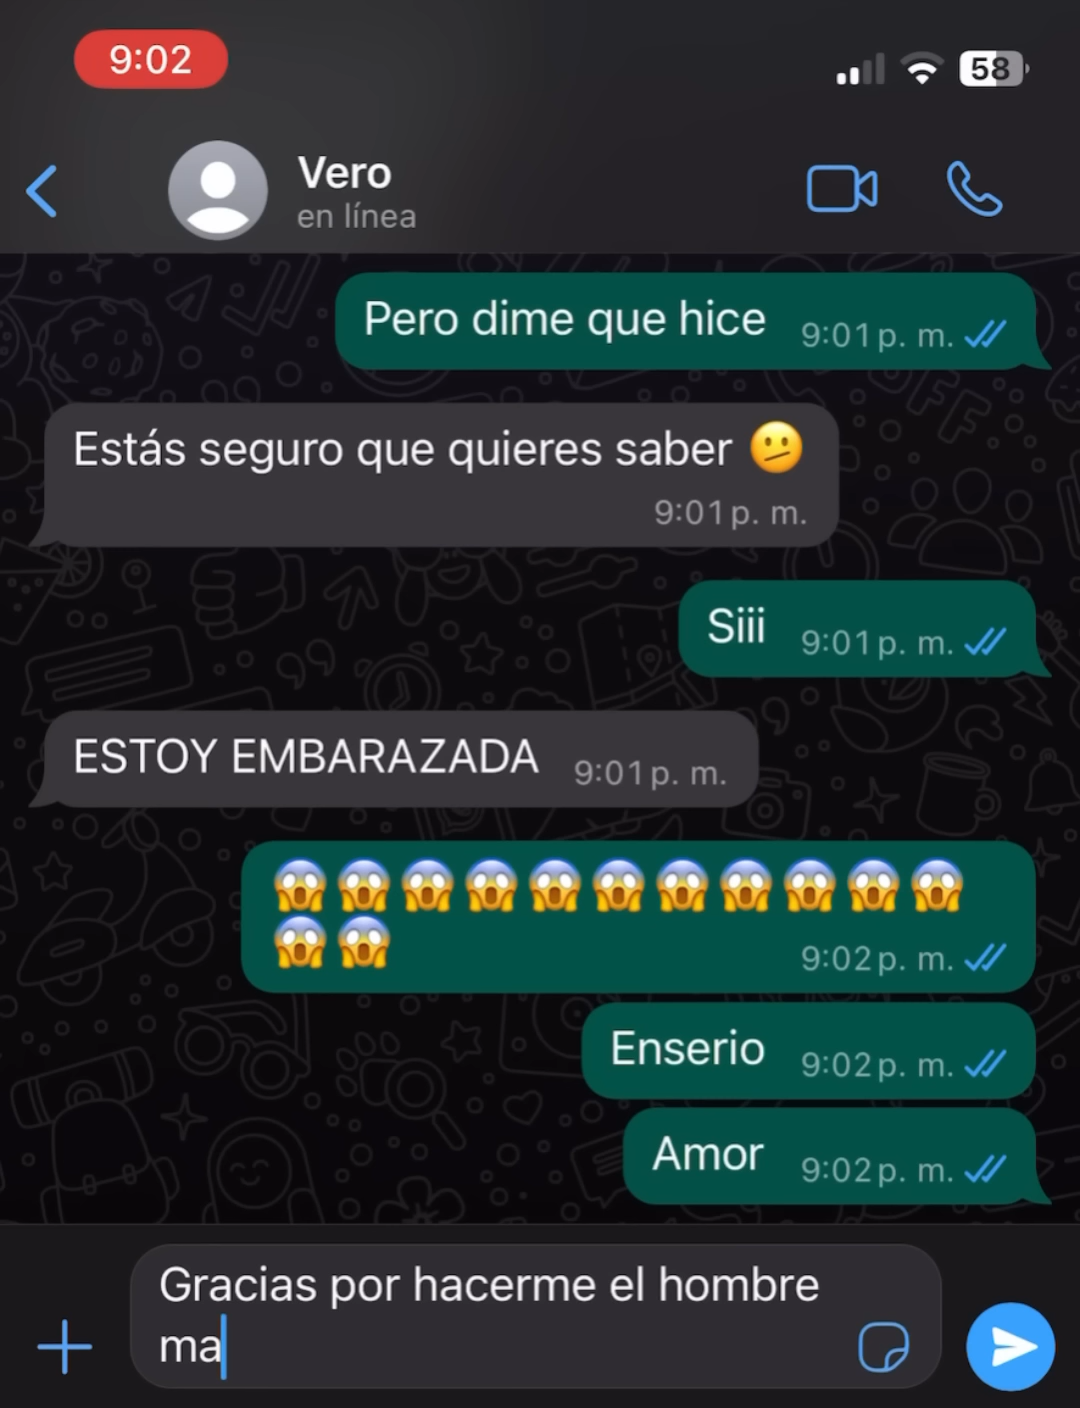 9:02
58
Vero
en línea
Pero dime que hice
9:01 p. m.
Estás seguro que quieres saber 🫤
9:01 p. m.
Siii
9:01 p. m.
ESTOY EMBARAZADA
9:01 p. m.
😱😱😱😱😱😱😱😱😱😱😱
😱😱
9:02 p. m.
Enserio
9:02 p. m.
Amor
9:02 p. m.
Gracias por hacerme el hombre
ma